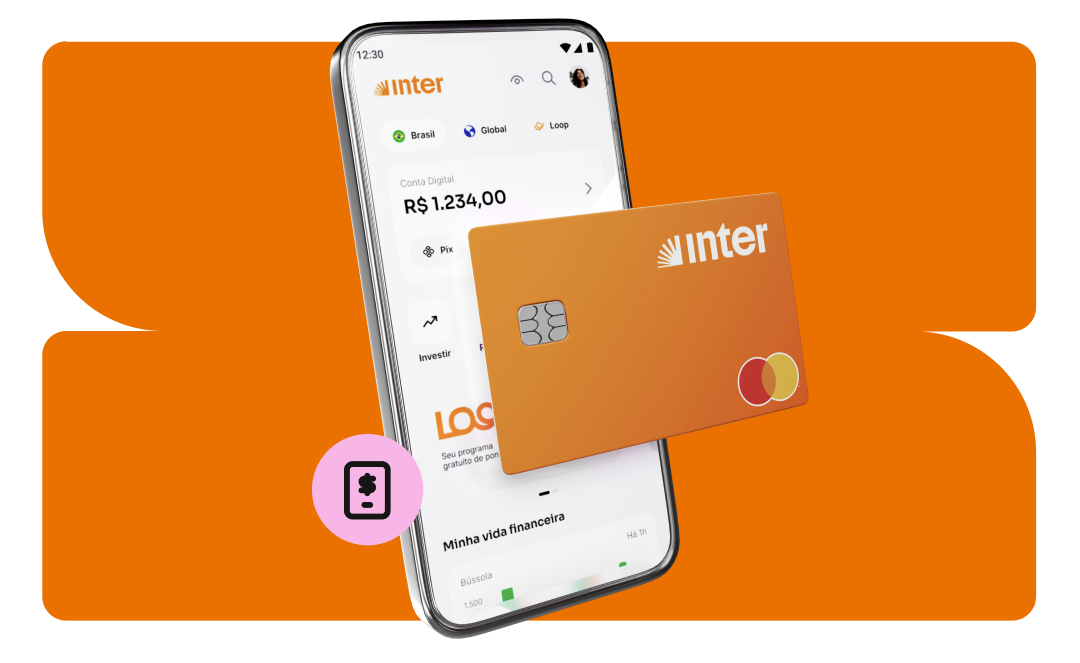 12:30
inter
Brasil
Global
Loop
Conta Digital
R$ 1.234,00
Pix
inter
Investir
Seu programa
gratuito de
Minha vida financeira
Há 1h
Bússola
1.500
$